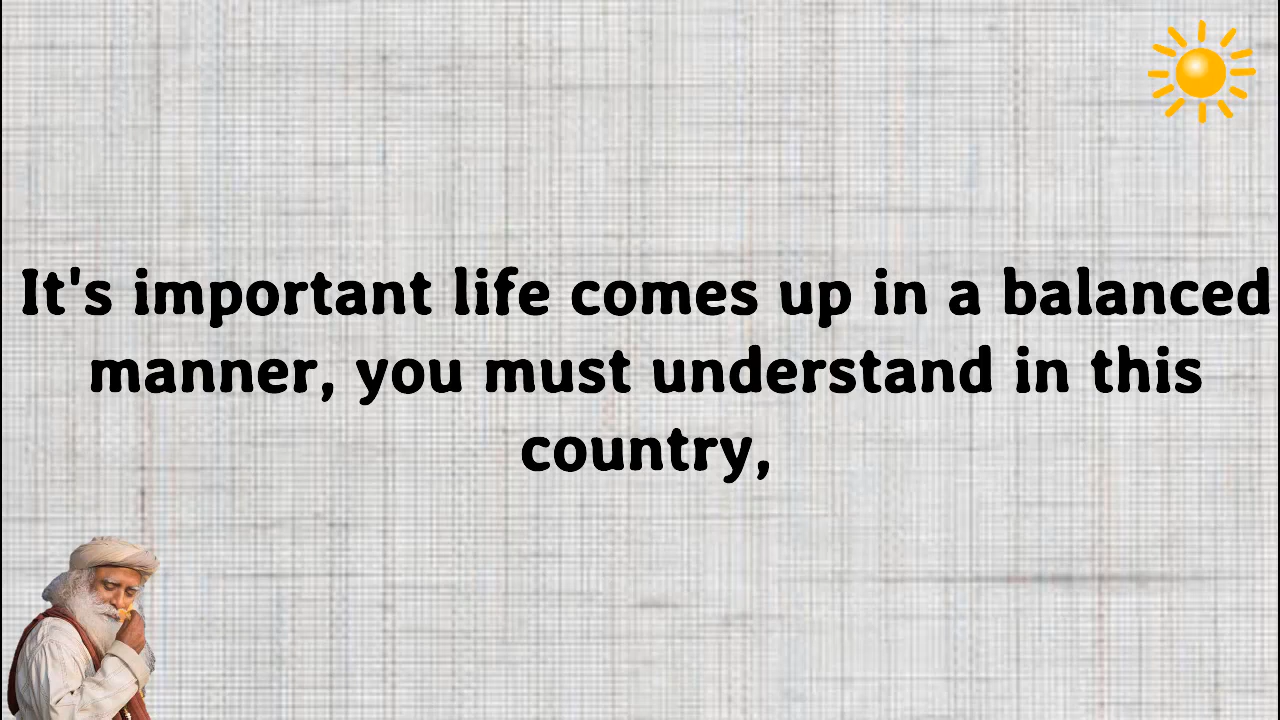 It's important life comes up in a balanced
manner, you must understand in this
country,